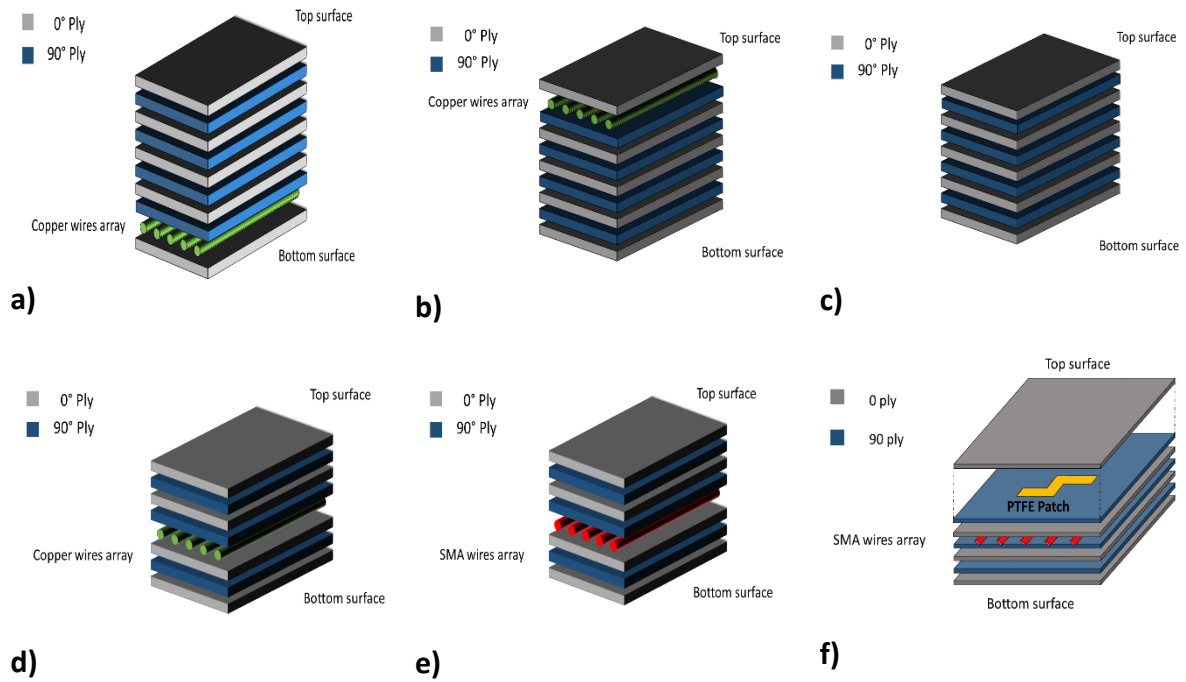 Top surface
0° Ply
90° Ply
Copper wires array
Bottom surface
a)
Top surface
0° Ply
90° Ply
Copper wires array
Bottom surface
b)
Top surface
0° Ply
90° Ply
Bottom surface
c)
Top surface
0° Ply
90° Ply
Copper wires array
Bottom surface
d)
Top surface
0° Ply
90° Ply
SMA wires array
Bottom surface
e)
Top surface
0 ply
90 ply
PTFE Patch
SMA wires array
Bottom surface
f)